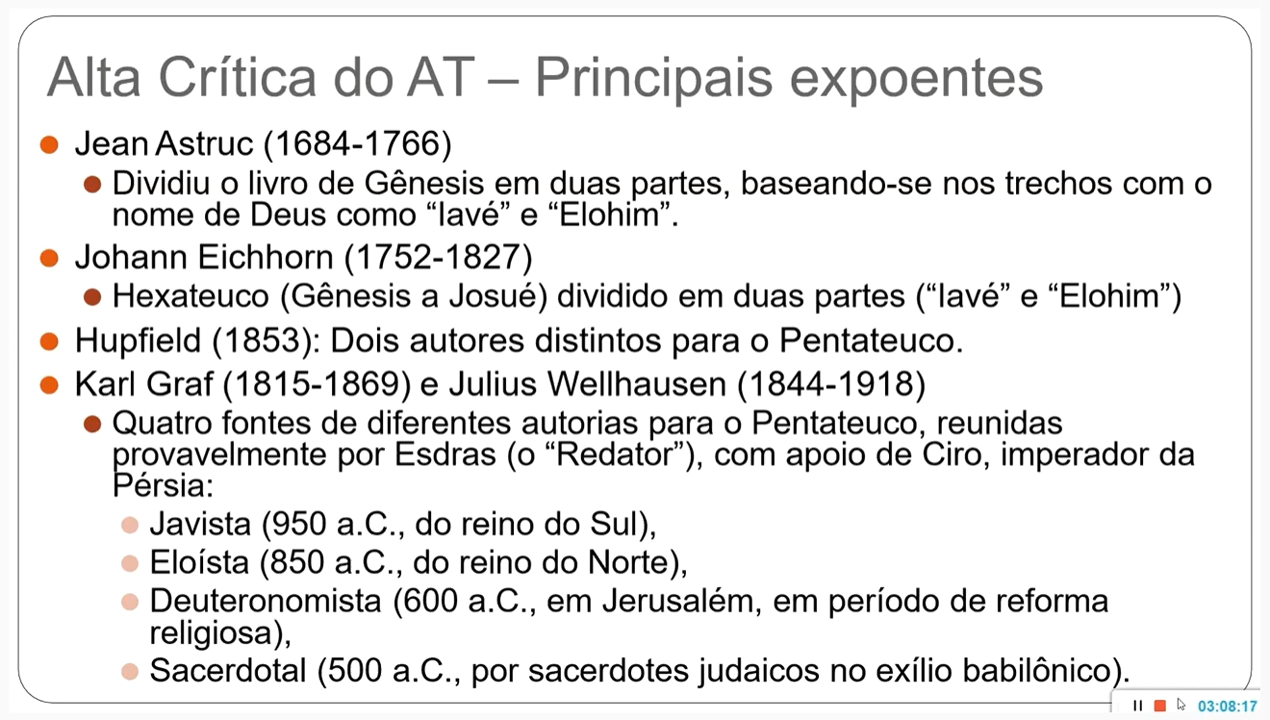 Alta Crítica do AT – Principais expoentes
Jean Astruc (1684-1766)
Dividiu o livro de Gênesis em duas partes, baseando-se nos trechos com o
nome de Deus como “Iavé” e “Elohim”.
Johann Eichhorn (1752-1827)
Hexateuco (Gênesis a Josué) dividido em duas partes (“Iavé” e “Elohim”)
Hupfield (1853): Dois autores distintos para o Pentateuco.
Karl Graf (1815-1869) e Julius Wellhausen (1844-1918)
Quatro fontes de diferentes autorias para o Pentateuco, reunidas
provavelmente por Esdras (o “Redator”), com apoio de Ciro, imperador da
Pérsia:
Javista (950 a.C., do reino do Sul),
Eloísta (850 a.C., do reino do Norte),
Deuteronomista (600 a.C., em Jerusalém, em período de reforma
religiosa),
Sacerdotal (500 a.C., por sacerdotes judaicos no exílio babilônico).
03:08:17